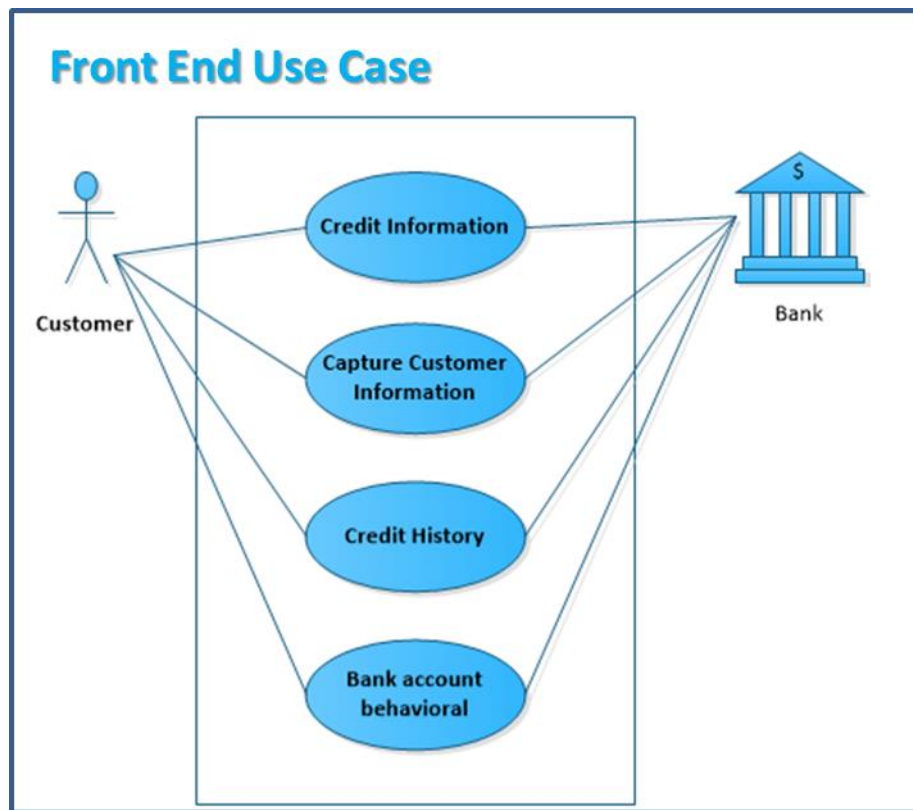 Front End Use Case
$
Credit Information
Customer
Bank
Capture Customer
Information
Credit History
Bank account
behavioral